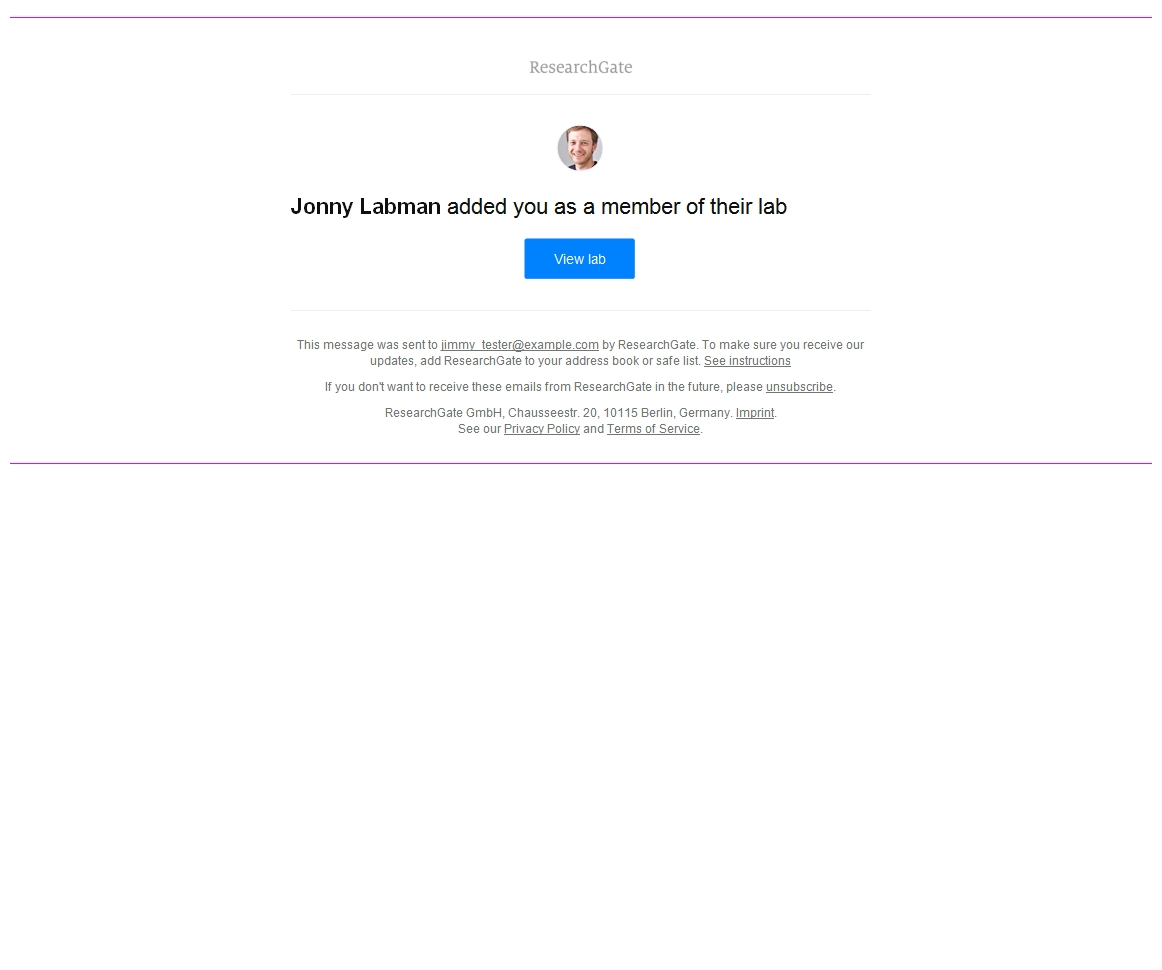 ResearchGate
Jonny Labman added you as a member of their lab
View lab
This message was sent to jimmy_tester@example.com by ResearchGate. To make sure you receive our
updates, add ResearchGate to your address book or safe list. See instructions
If you don't want to receive these emails from ResearchGate in the future, please unsubscribe.
ResearchGate GmbH, Chausseestr. 20, 10115 Berlin, Germany. Imprint.
See our Privacy Policy and Terms of Service.